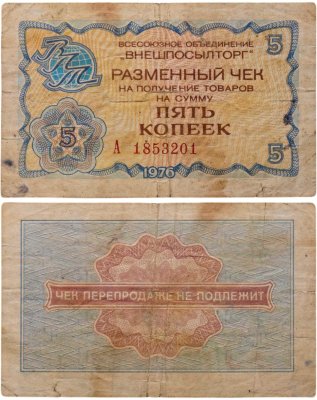 ВПТ
ВСЕСОЮЗНОЕ ОБЪЕДИНЕНИЕ
"ВНЕШПОСЫЛТОРГ"
5
РАЗМЕННЫЙ ЧЕК
НА ПОЛУЧЕНИЕ ТОВАРОВ
НА СУММУ
5
ПЯТЬ
КОПЕЕК
А 1853201
5
1976
ЧЕК ПЕРЕПРОДАЖЕ НЕ ПОДЛЕЖИТ